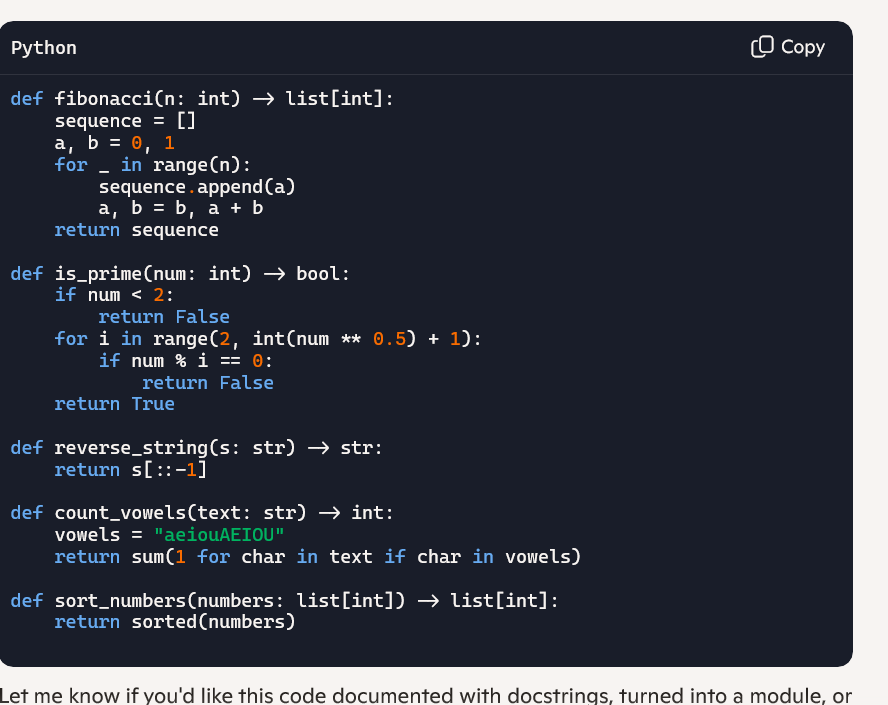 Python
Copy
def fibonacci(n: int) -> list[int]:
    sequence = []
    a, b = 0, 1
    for _ in range(n):
        sequence.append(a)
        a, b = b, a + b
    return sequence

def is_prime(num: int) -> bool:
    if num < 2:
        return False
    for i in range(2, int(num ** 0.5) + 1):
        if num % i == 0:
            return False
    return True

def reverse_string(s: str) -> str:
    return s[::-1]

def count_vowels(text: str) -> int:
    vowels = "aeiouAEIOU"
    return sum(1 for char in text if char in vowels)

def sort_numbers(numbers: list[int]) -> list[int]:
    return sorted(numbers)

Let me know if you'd like this code documented with docstrings, turned into a module, or